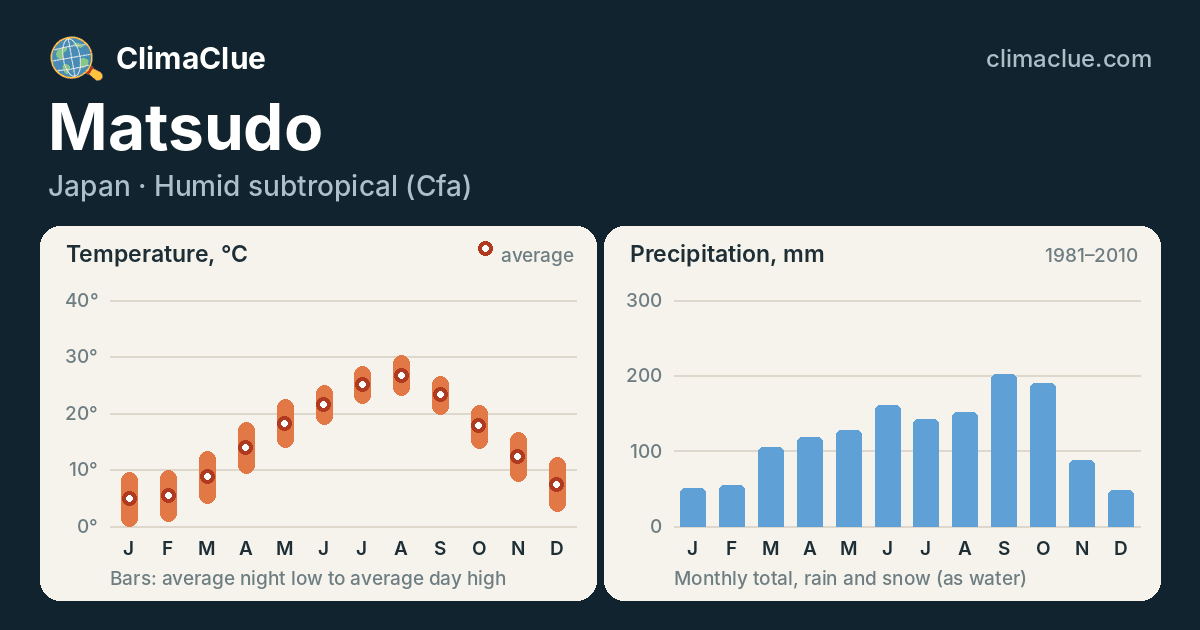 ClimaClue
climaclue.com
Matsudo
Japan · Humid subtropical (Cfa)
Temperature, °C
average
40°
30°
20°
10°
0°
J F M A M J J A S O N D
Bars: average night low to average day high
Precipitation, mm
1981–2010
300
200
100
0
J F M A M J J A S O N D
Monthly total, rain and snow (as water)